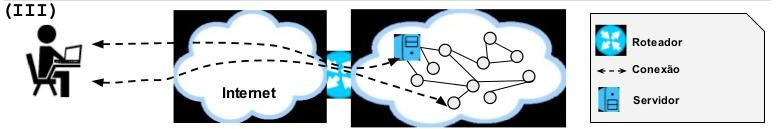 (III)
Internet
Roteador
Conexão
Servidor